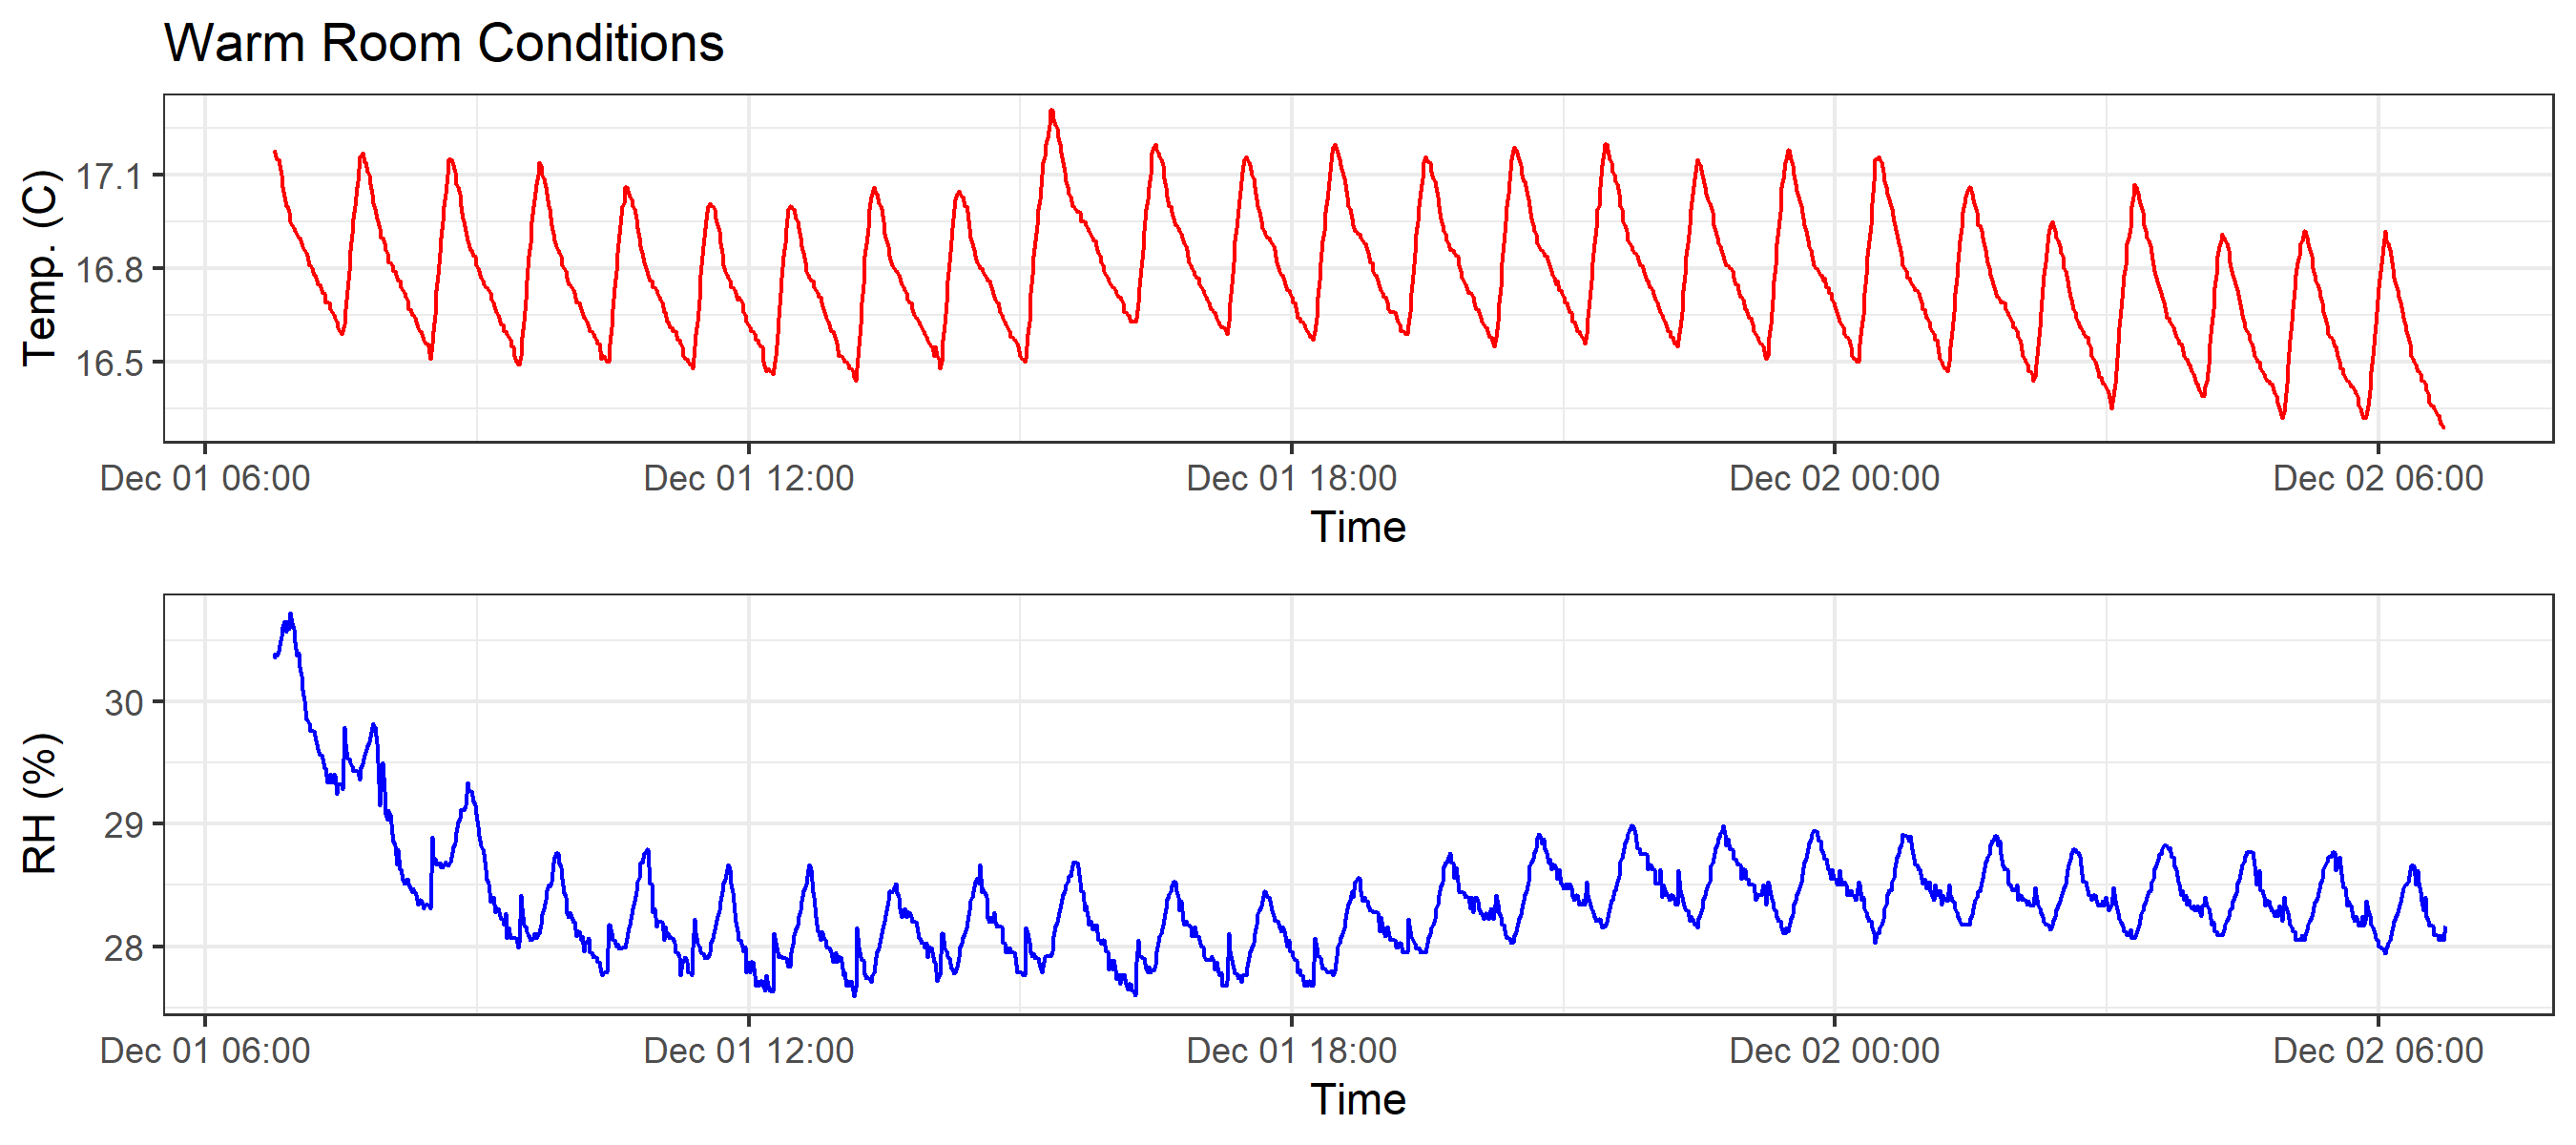 Warm Room Conditions
Temp. (C)
17.1
16.8
16.5
Dec 01 06:00 Dec 01 12:00 Dec 01 18:00 Dec 02 00:00 Dec 02 06:00
Time
RH (%)
30
29
28
Dec 01 06:00 Dec 01 12:00 Dec 01 18:00 Dec 02 00:00 Dec 02 06:00
Time